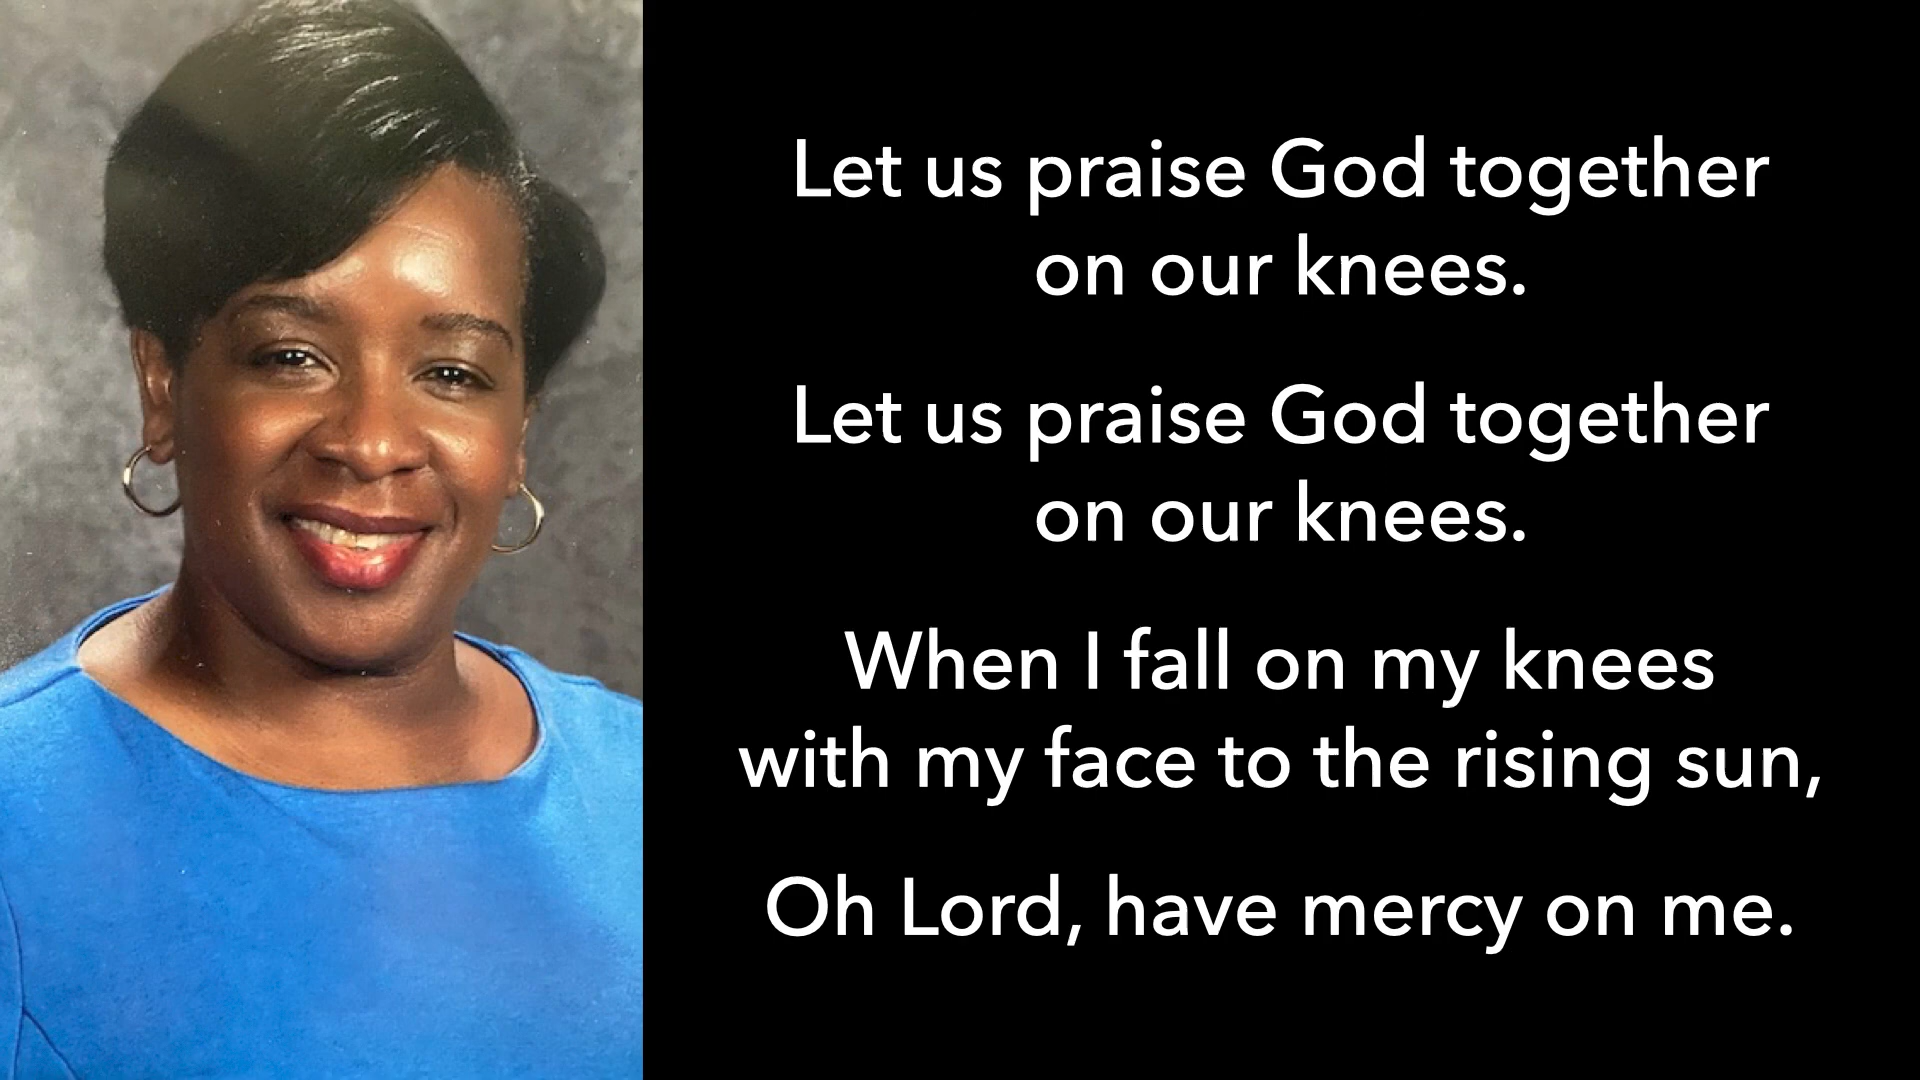 Let us praise God together
on our knees.
Let us praise God together
on our knees.
When I fall on my knees
with my face to the rising sun,
Oh Lord, have mercy on me.